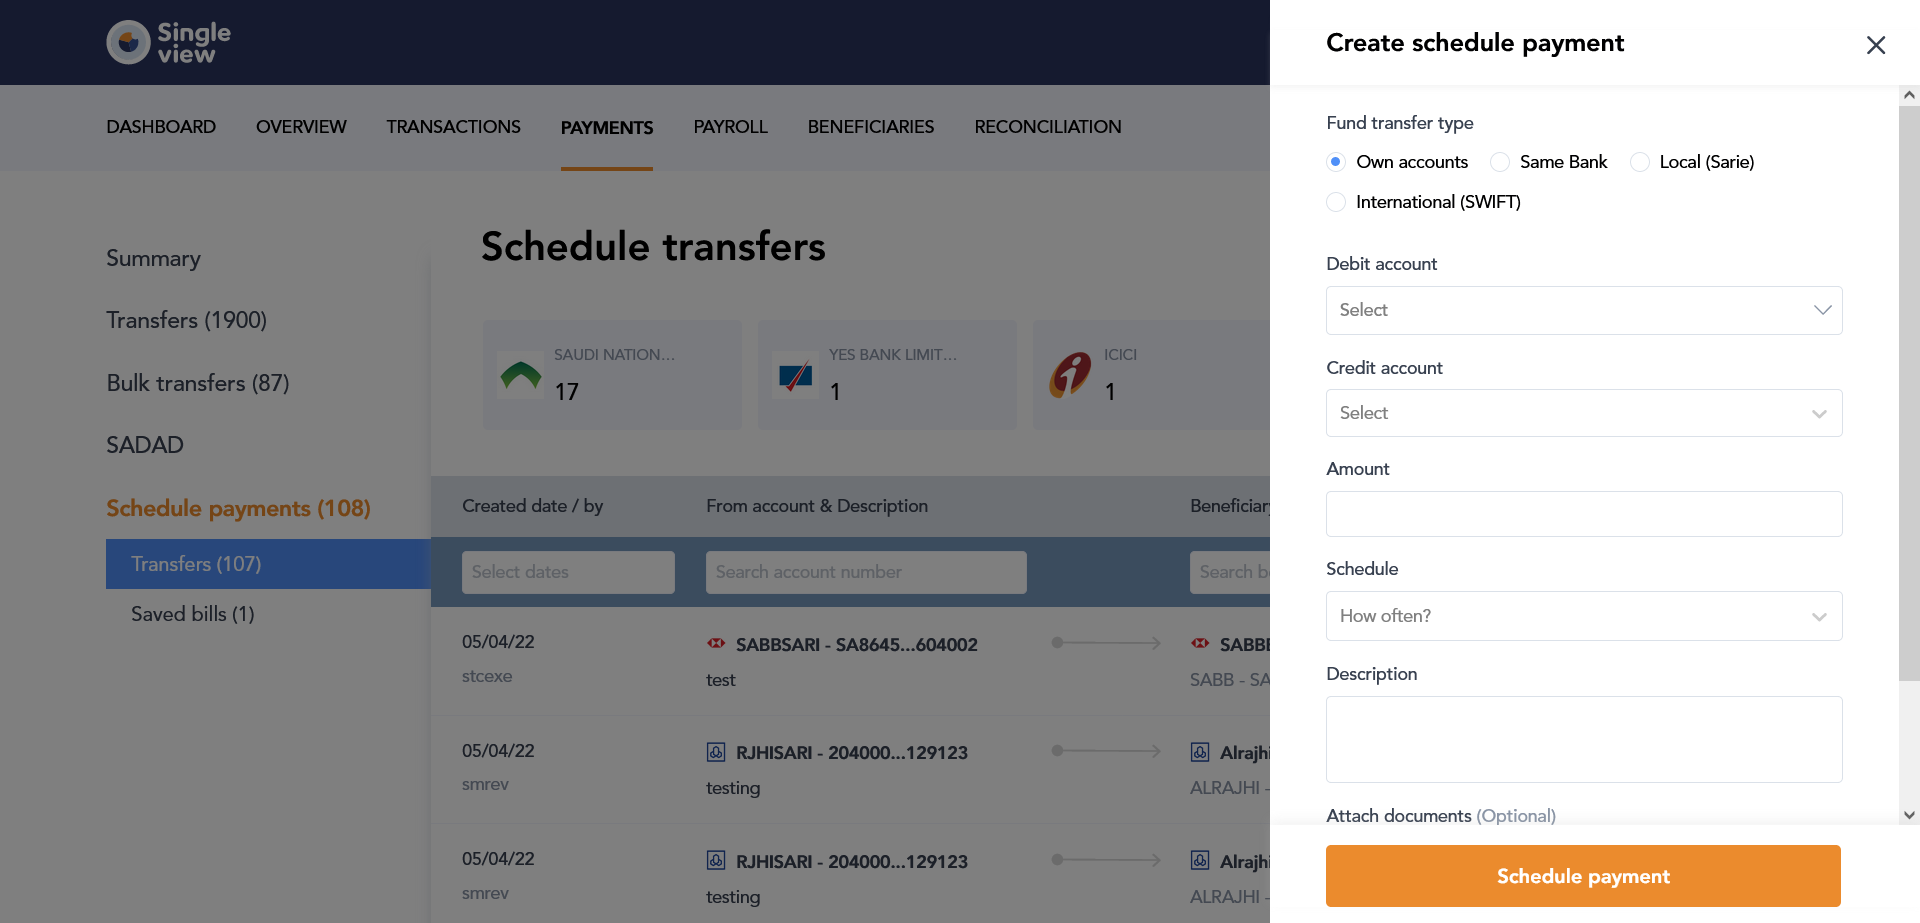 Single
view
DASHBOARD OVERVIEW TRANSACTIONS PAYMENTS PAYROLL BENEFICIARIES RECONCILIATION
Summary
Transfers (1900)
Bulk transfers (87)
SADAD
Schedule payments (108)
Transfers (107)
Saved bills (1)
Schedule transfers
SAUDI NATION...
17
YES BANK LIMIT...
1
ICICI
1
Created date / by From account & Description Beneficiary
Select dates Search account number Search b
05/04/22 SABBSARI - SA8645...604002 SABB
stcexe test SABB - SA
05/04/22 RJHISARI - 204000...129123 Alrajhi
smrev testing ALRAJHI -
05/04/22 RJHISARI - 204000...129123 Alrajhi
smrev testing ALRAJHI -
Create schedule payment
Fund transfer type
Own accounts Same Bank Local (Sarie)
International (SWIFT)
Debit account
Select
Credit account
Select
Amount
Schedule
How often?
Description
Attach documents (Optional)
Schedule payment